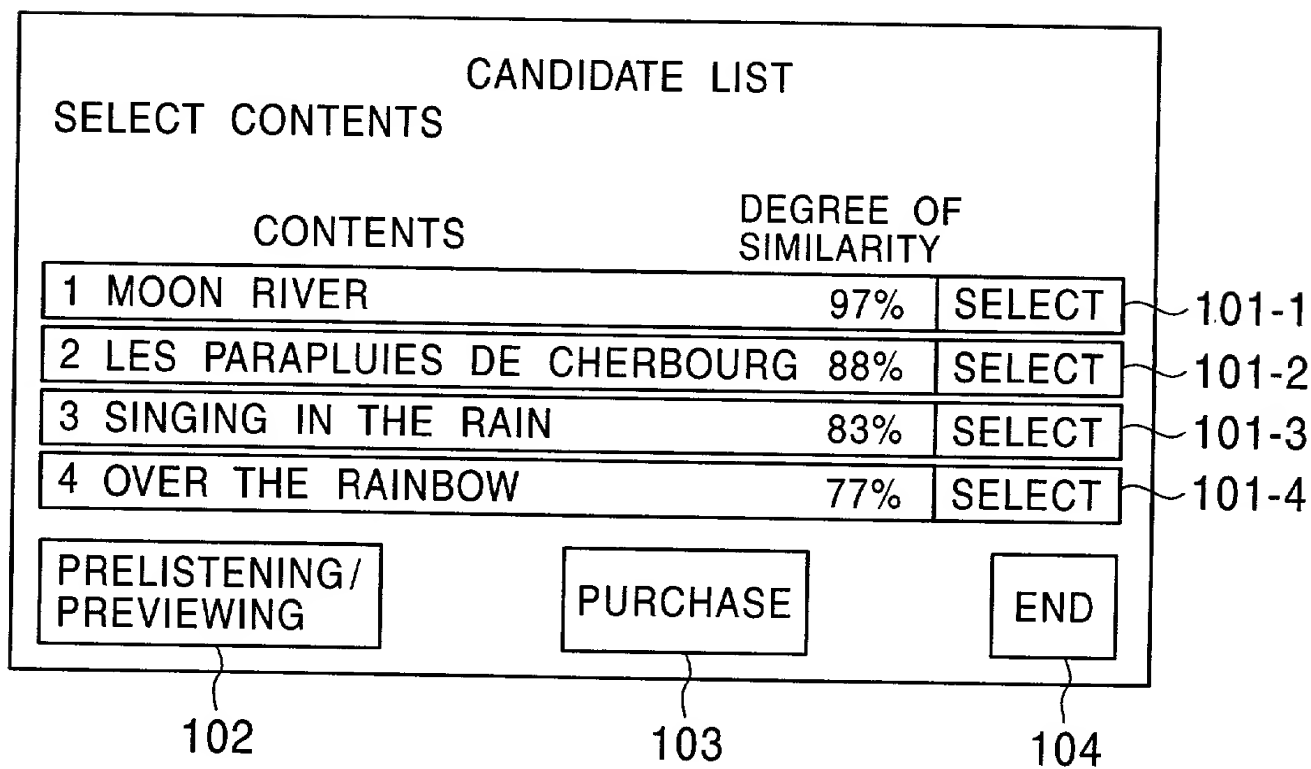 CANDIDATE LIST
SELECT CONTENTS
CONTENTS
DEGREE OF
SIMILARITY
1 MOON RIVER 97% SELECT 101-1
2 LES PARAPLUIES DE CHERBOURG 88% SELECT 101-2
3 SINGING IN THE RAIN 83% SELECT 101-3
4 OVER THE RAINBOW 77% SELECT 101-4
PRELISTENING/
PREVIEWING
PURCHASE
END
102 103 104